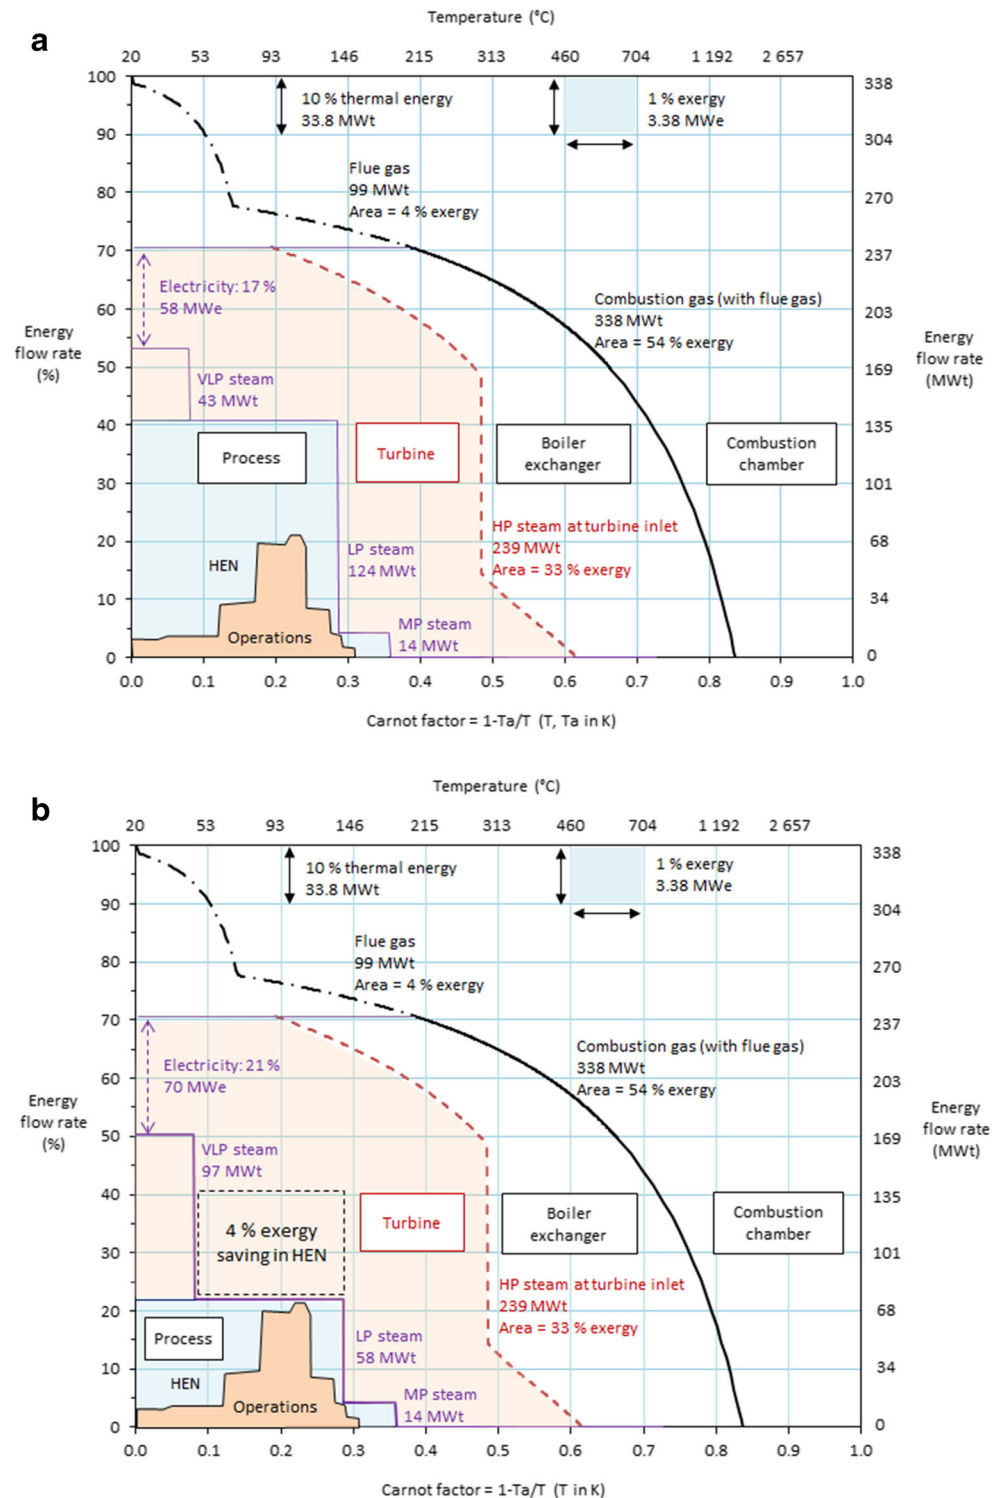 a
Temperature (°C)
20 53 93 146 215 313 460 704 1 192 2 657
100
90
80
70
60
50
40
30
20
10
0
338
304
270
237
203
169
135
101
68
34
0
Energy
flow rate
(%)
Energy
flow rate
(MWt)
10 % thermal energy
33.8 MWt
1 % exergy
3.38 MWe
Flue gas
99 MWt
Area = 4 % exergy
Electricity: 17 %
58 MWe
Combustion gas (with flue gas)
338 MWt
Area = 54 % exergy
VLP steam
43 MWt
Process
Turbine
Boiler
exchanger
Combustion
chamber
HP steam at turbine inlet
239 MWt
Area = 33 % exergy
HEN
LP steam
124 MWt
Operations
MP steam
14 MWt
0.0 0.1 0.2 0.3 0.4 0.5 0.6 0.7 0.8 0.9 1.0
Carnot factor = 1-Ta/T (T, Ta in K)
b
Temperature (°C)
20 53 93 146 215 313 460 704 1 192 2 657
100
90
80
70
60
50
40
30
20
10
0
338
304
270
237
203
169
135
101
68
34
0
Energy
flow rate
(%)
Energy
flow rate
(MWt)
10 % thermal energy
33.8 MWt
1 % exergy
3.38 MWe
Flue gas
99 MWt
Area = 4 % exergy
Electricity: 21 %
70 MWe
Combustion gas (with flue gas)
338 MWt
Area = 54 % exergy
VLP steam
97 MWt
4 % exergy
saving in HEN
Turbine
Boiler
exchanger
Combustion
chamber
HP steam at turbine inlet
239 MWt
Area = 33 % exergy
Process
HEN
LP steam
58 MWt
Operations
MP steam
14 MWt
0.0 0.1 0.2 0.3 0.4 0.5 0.6 0.7 0.8 0.9 1.0
Carnot factor = 1-Ta/T (T in K)